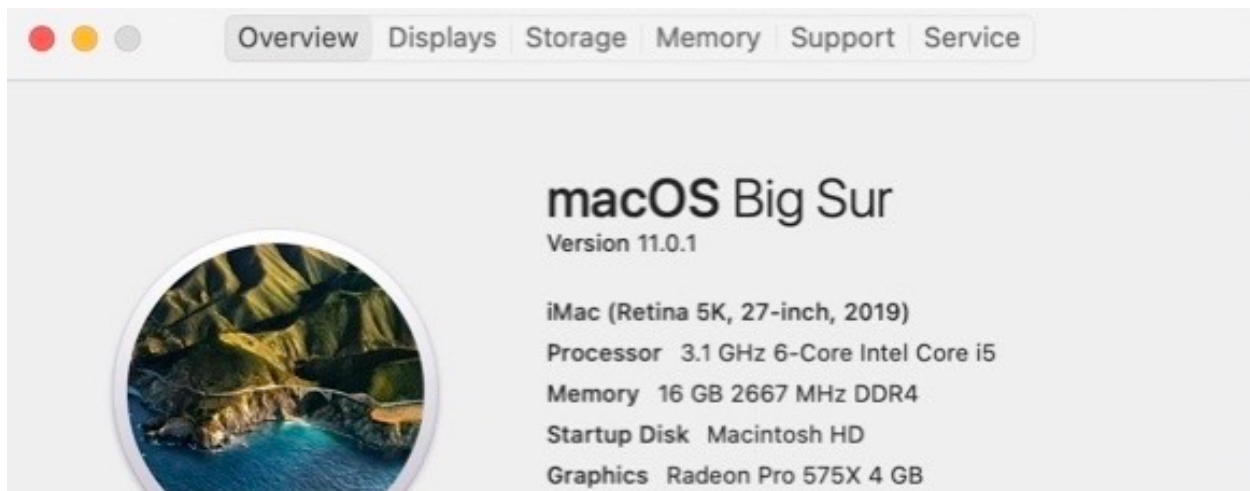 Overview Displays Storage Memory Support Service
macOS Big Sur
Version 11.0.1
iMac (Retina 5K, 27-inch, 2019)
Processor 3.1 GHz 6-Core Intel Core i5
Memory 16 GB 2667 MHz DDR4
Startup Disk Macintosh HD
Graphics Radeon Pro 575X 4 GB